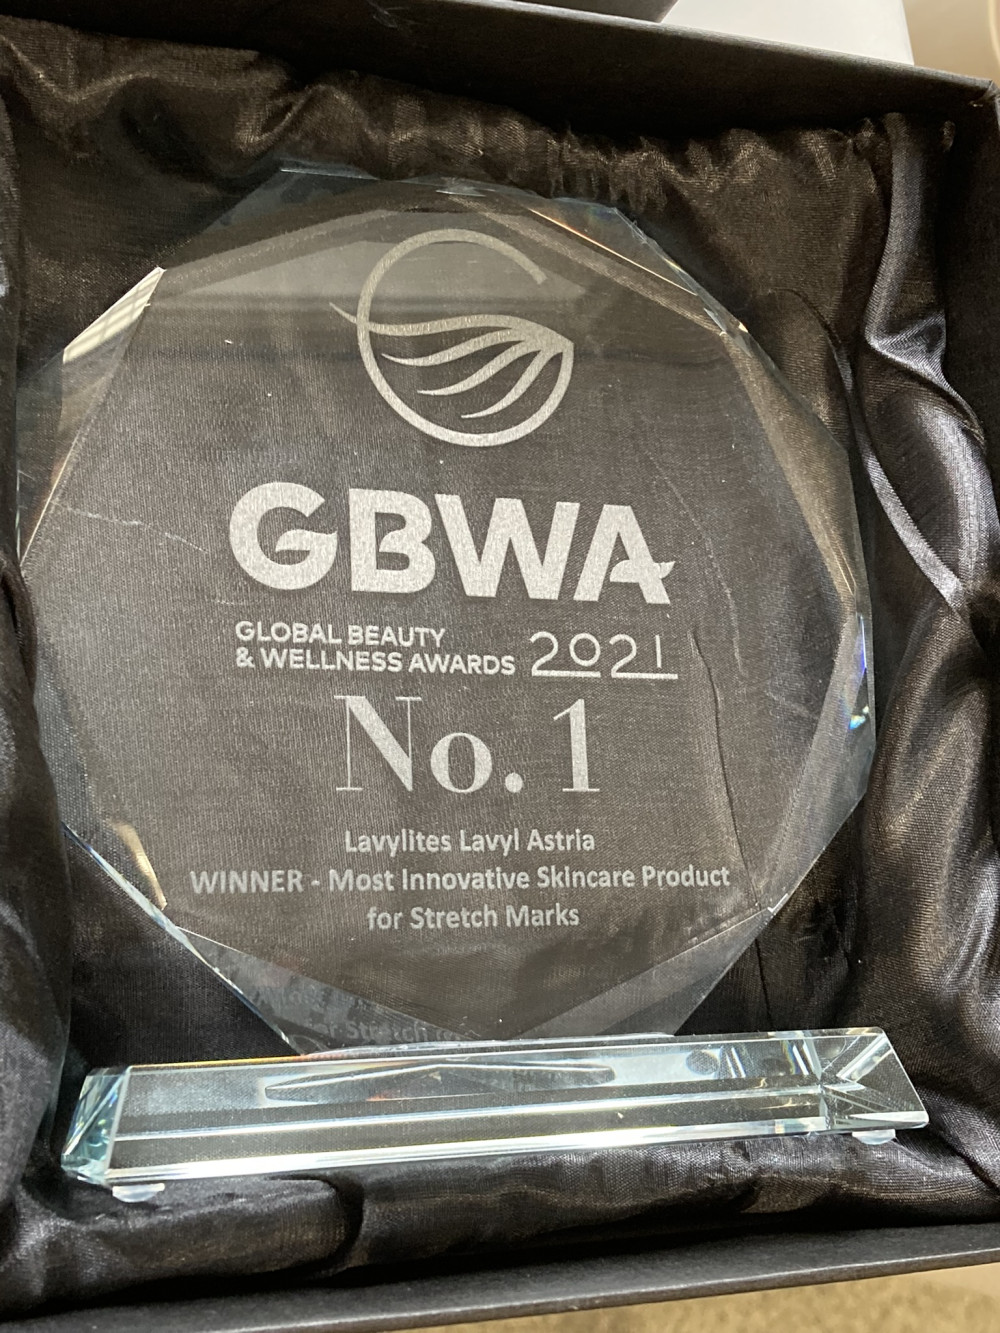 GBWA
GLOBAL BEAUTY
& WELLNESS AWARDS 2021
No. 1
Lavylites Lavyl Astria
WINNER - Most Innovative Skincare Product
for Stretch Marks